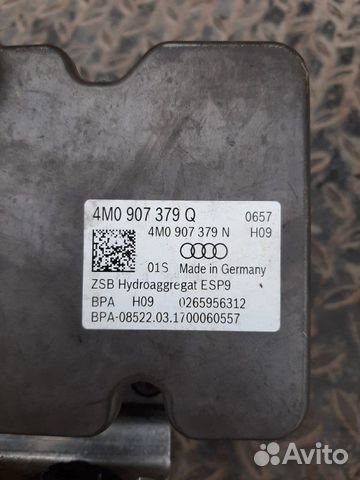 4M0 907 379 Q 0657
4M0 907 379 N H09
01S Made in Germany
ZSB Hydroaggregat ESP9
BPA H09 0265956312
BPA-08522.03.1700060557
Avito